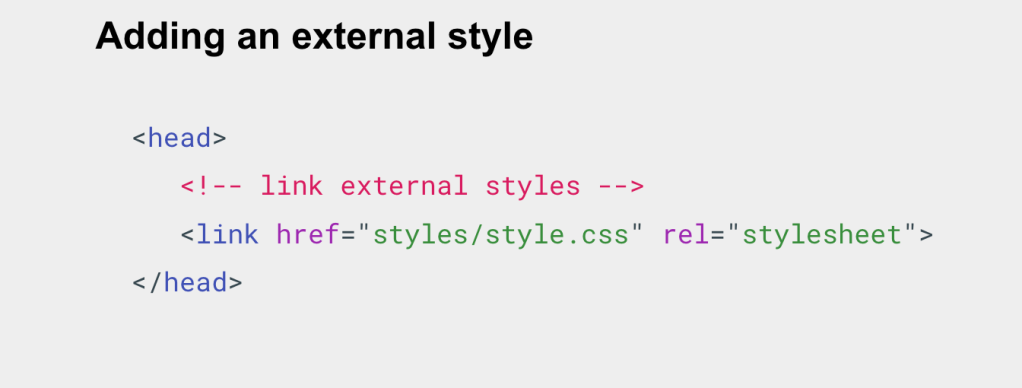 Adding an external style
<head>
<!-- link external styles -->
<link href="styles/style.css" rel="stylesheet">
</head>